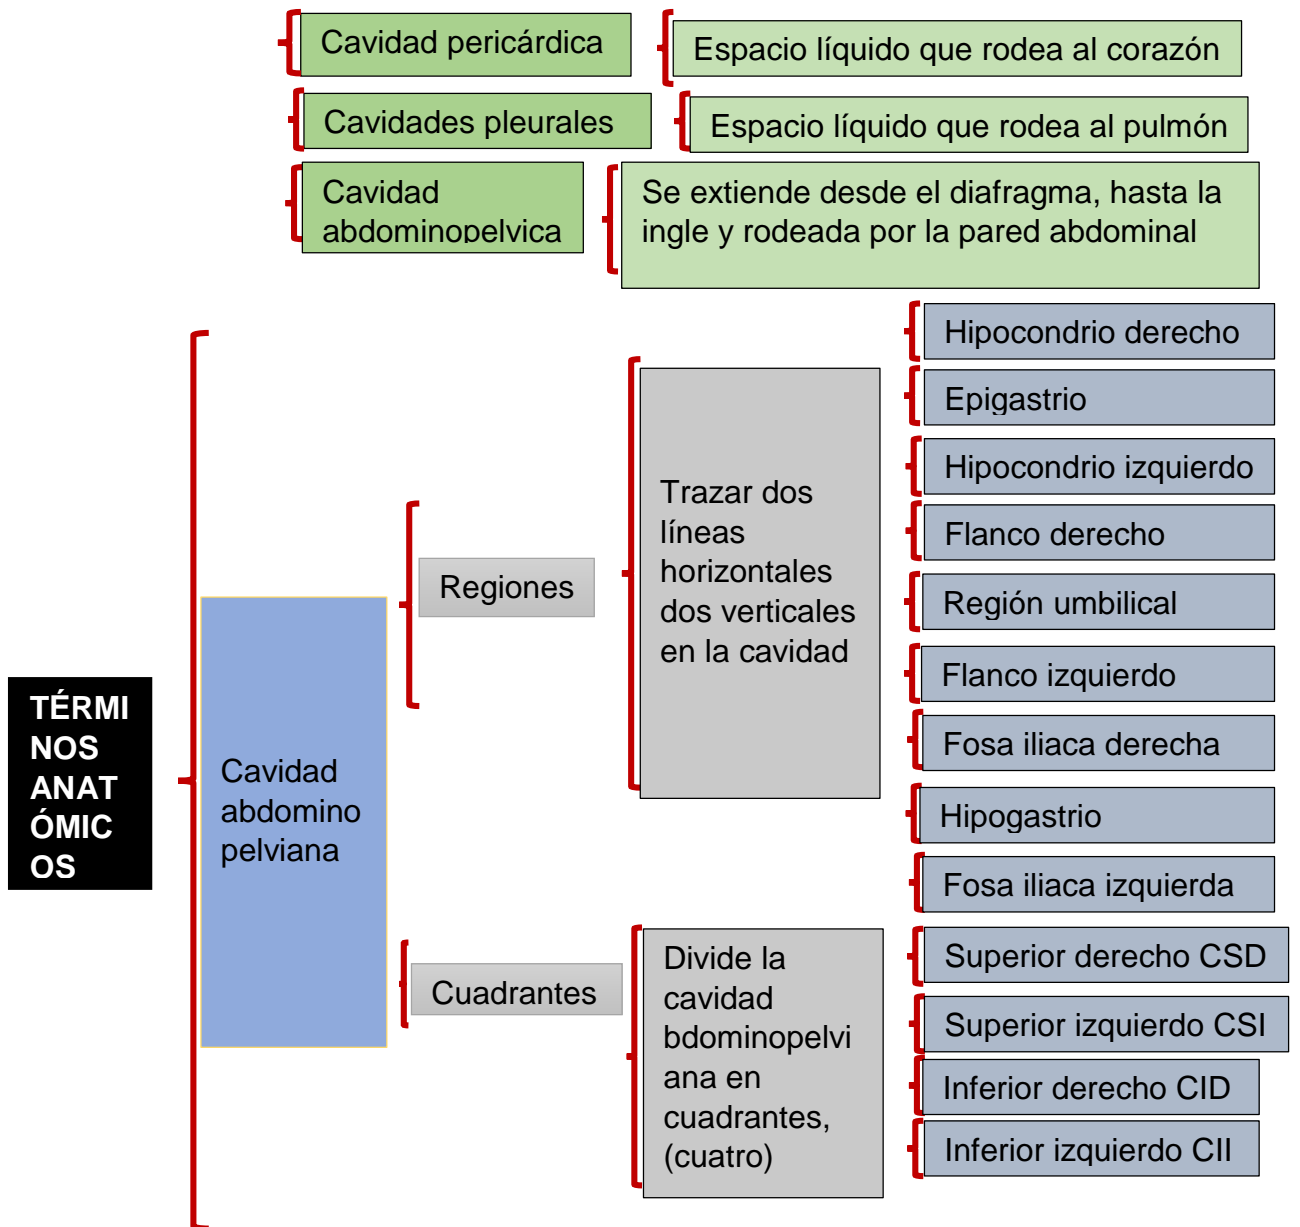 Cavidad pericárdica
Espacio líquido que rodea al corazón
Cavidades pleurales
Espacio líquido que rodea al pulmón
Cavidad
abdominopelvica
Se extiende desde el diafragma, hasta la
ingle y rodeada por la pared abdominal
TÉRMI
NOS
ANAT
ÓMIC
OS
Cavidad
abdomino
pelviana
Regiones
Trazar dos
líneas
horizontales
dos verticales
en la cavidad
Hipocondrio derecho
Epigastrio
Hipocondrio izquierdo
Flanco derecho
Región umbilical
Flanco izquierdo
Fosa iliaca derecha
Hipogastrio
Fosa iliaca izquierda
Cuadrantes
Divide la
cavidad
bdominopelvi
ana en
cuadrantes,
(cuatro)
Superior derecho CSD
Superior izquierdo CSI
Inferior derecho CID
Inferior izquierdo CII